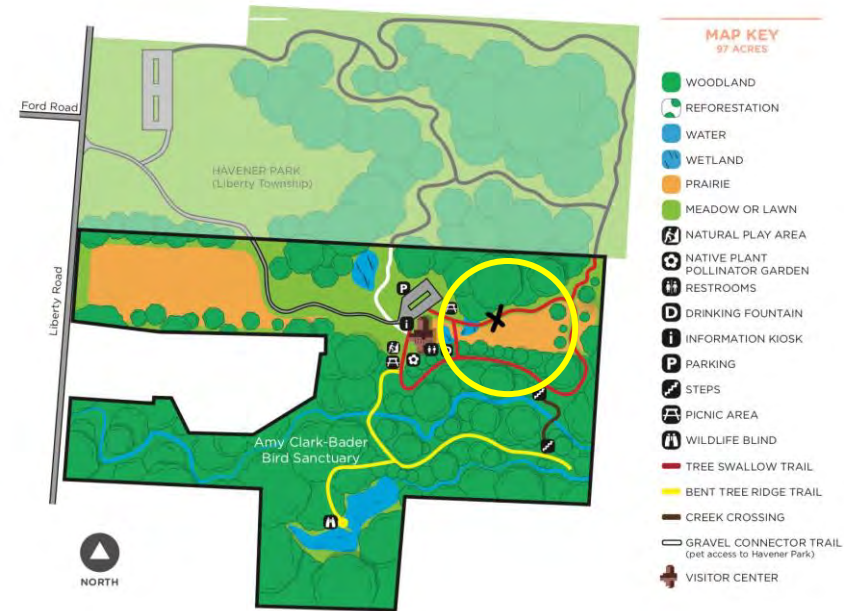 Ford Road
Liberty Road
HAVENER PARK
(Liberty Township)
P
i
D
Amy Clark-Bader
Bird Sanctuary
NORTH
MAP KEY
97 ACRES
WOODLAND
REFORESTATION
WATER
WETLAND
PRAIRIE
MEADOW OR LAWN
NATURAL PLAY AREA
NATIVE PLANT
POLLINATOR GARDEN
RESTROOMS
D DRINKING FOUNTAIN
i INFORMATION KIOSK
P PARKING
STEPS
PICNIC AREA
WILDLIFE BLIND
TREE SWALLOW TRAIL
BENT TREE RIDGE TRAIL
CREEK CROSSING
GRAVEL CONNECTOR TRAIL
(pet access to Havener Park)
VISITOR CENTER